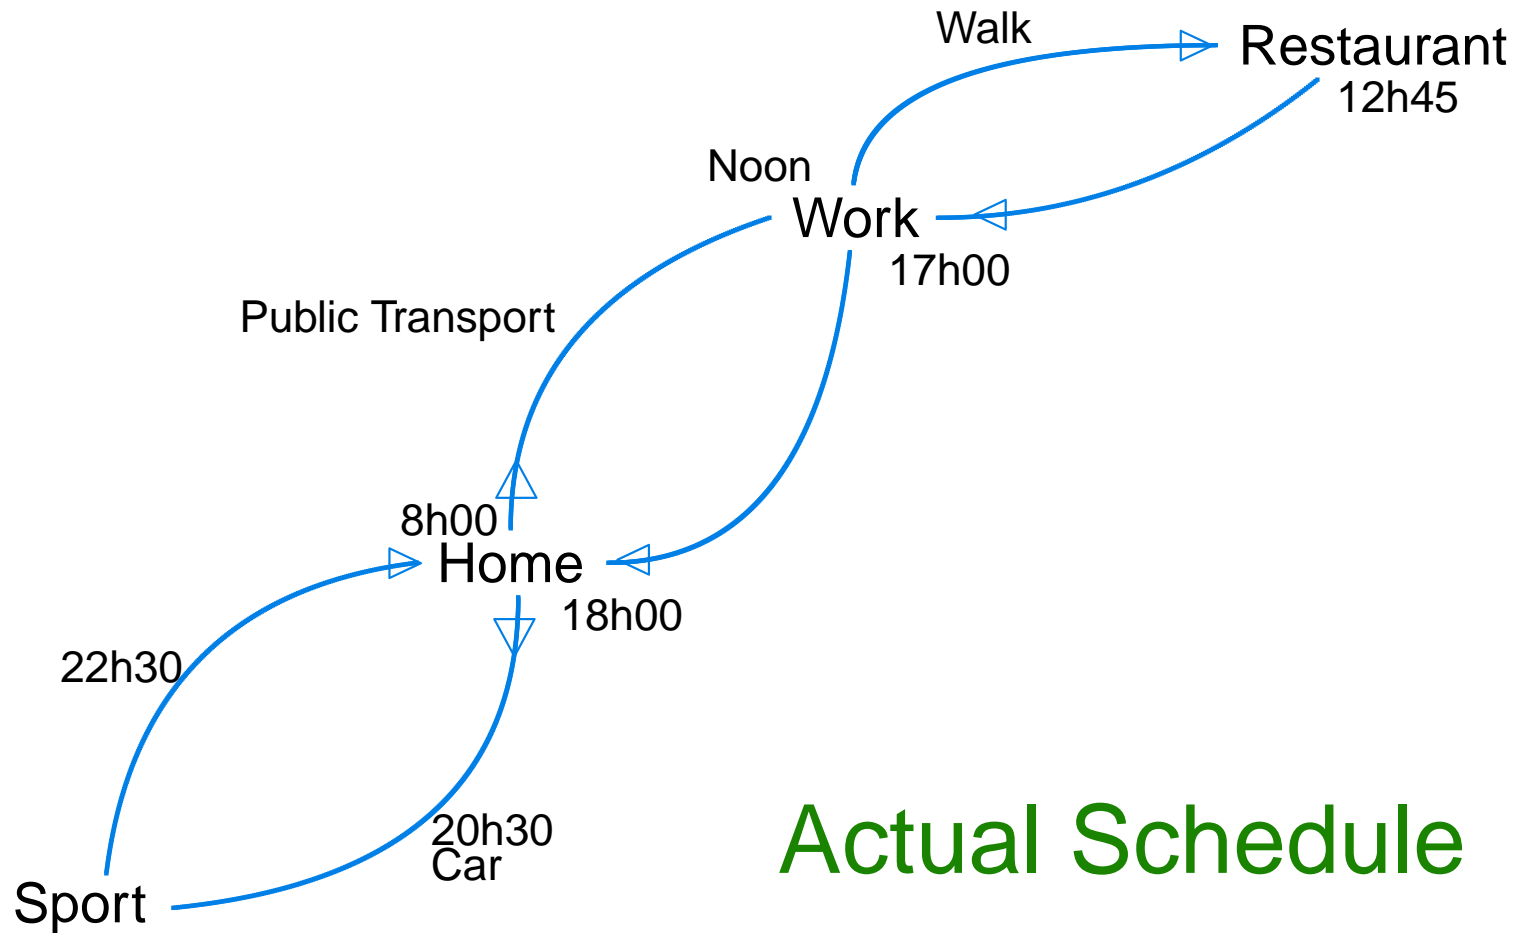 Walk
Restaurant
12h45
Noon
Work
17h00
Public Transport
8h00
Home
18h00
22h30
20h30
Car
Actual Schedule
Sport